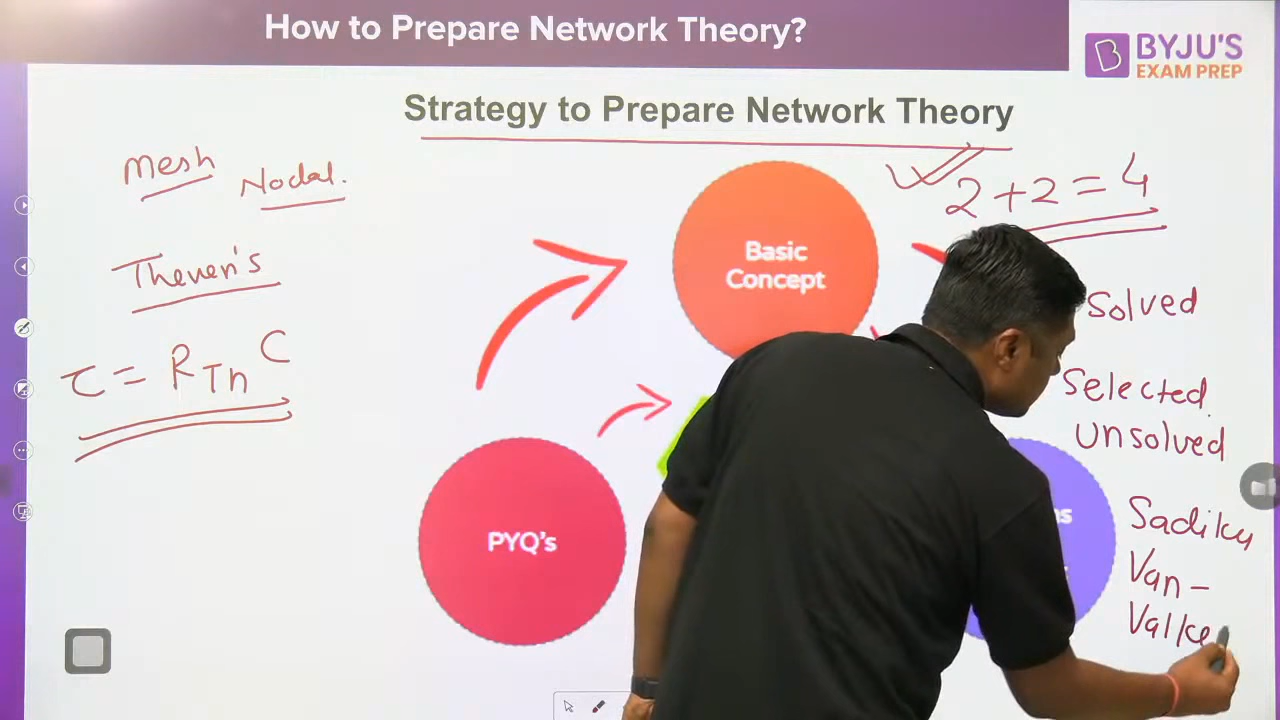 How to Prepare Network Theory?
BYJU'S
EXAM PREP
Strategy to Prepare Network Theory
Mesh
Nodal.
Theven's
τ = RTh C
2+2=4
Basic
Concept
Solved
Selected.
Unsolved
PYQ's
Sadiku
Van-
Valke